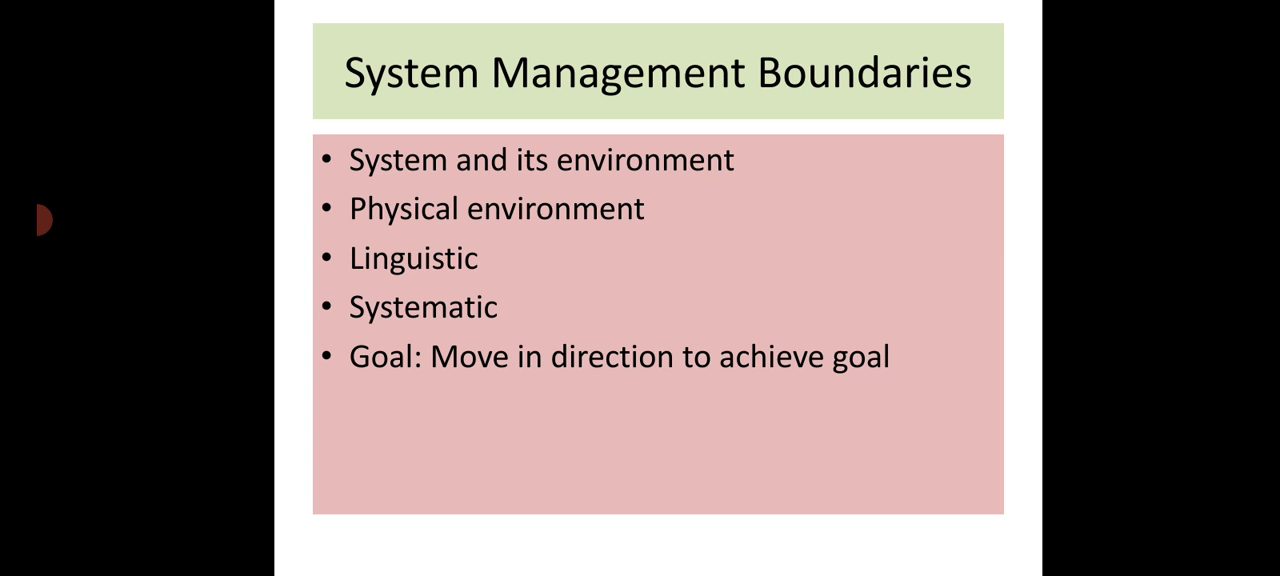 System Management Boundaries
• System and its environment
• Physical environment
• Linguistic
• Systematic
• Goal: Move in direction to achieve goal